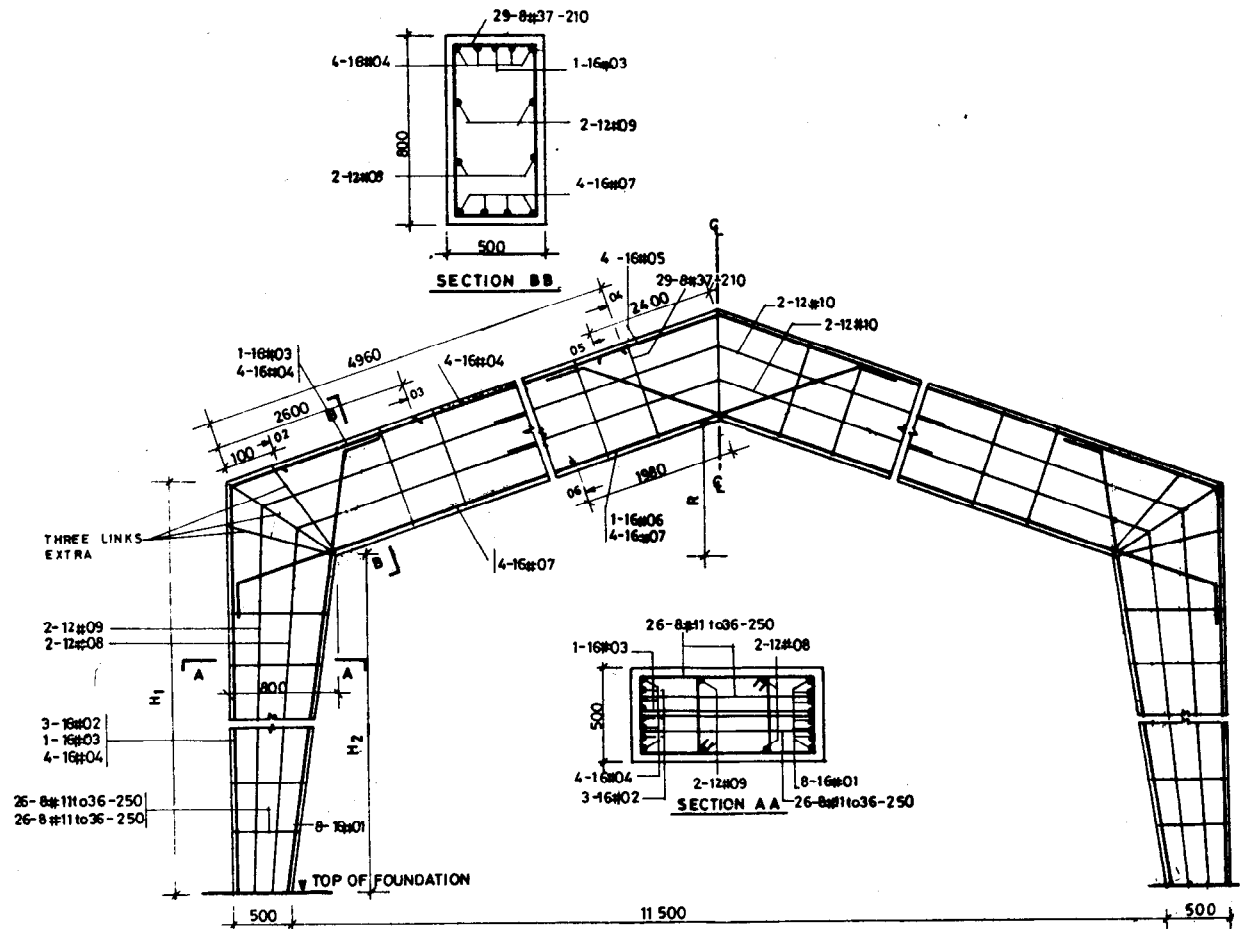 29-8#37-210
4-16#04
1-16#03
800
2-12#09
2-12#08
4-16#07
500
SECTION BB
4-16#05
29-8#37-210
04
2400
2-12#10
2-12#10
05
1-16#03
4-16#04
4960
4-16#04
2600
03
B
02
100
06
1980
R
1-16#06
4-16#07
THREE LINKS
EXTRA
B
4-16#07
2-12#09
2-12#08
A
A
800
H1
H2
3-16#02
1-16#03
4-16#04
26-8#11to36-250
26-8#11to36-250
8-16#01
TOP OF FOUNDATION
26-8#11to36-250
1-16#03
2-12#08
500
4-16#04
2-12#09
8-16#01
3-16#02
26-8#11to36-250
SECTION AA
500
11 500
500